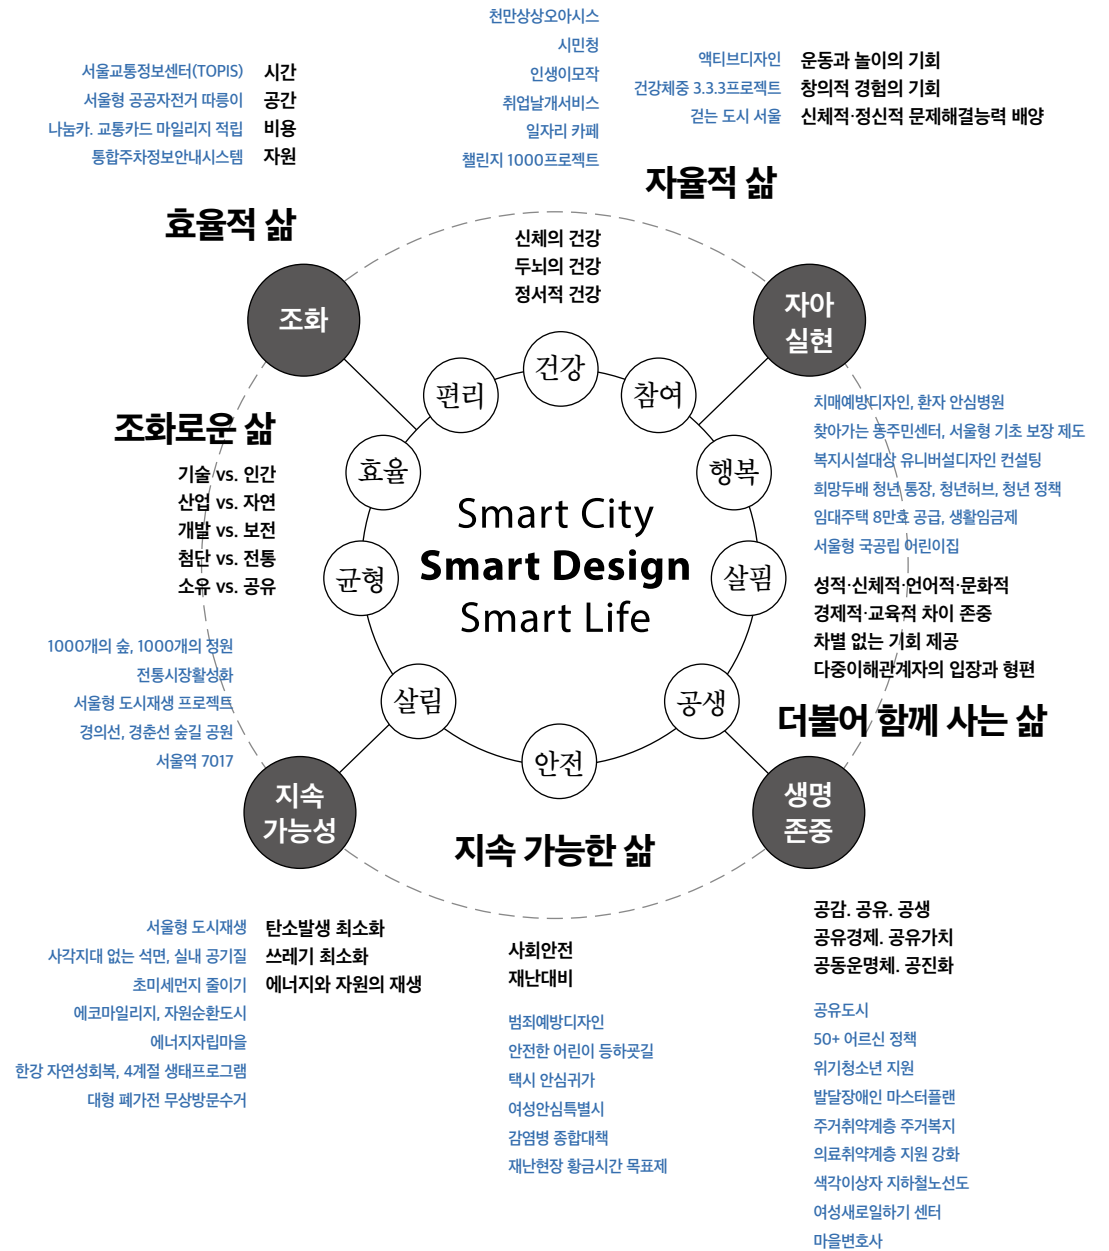 천만상상오아시스
시민청
인생이모작
취업날개서비스
일자리 카페
챌린지 1000프로젝트
서울교통정보센터(TOPIS) 시간
서울형 공공자전거 따릉이 공간
나눔카. 교통카드 마일리지 적립 비용
통합주차정보안내시스템 자원
액티브디자인 운동과 놀이의 기회
건강체중 3.3.3프로젝트 창의적 경험의 기회
걷는 도시 서울 신체적·정신적 문제해결능력 배양
자율적 삶
효율적 삶
신체의 건강
두뇌의 건강
정서적 건강
조화
자아
실현
건강
편리
참여
효율
행복
균형
살핌
살림
공생
안전
Smart City
Smart Design
Smart Life
조화로운 삶
기술 vs. 인간
산업 vs. 자연
개발 vs. 보전
첨단 vs. 전통
소유 vs. 공유
1000개의 숲, 1000개의 정원
전통시장활성화
서울형 도시재생 프로젝트
경의선, 경춘선 숲길 공원
서울역 7017
치매예방디자인, 환자 안심병원
찾아가는 동주민센터, 서울형 기초 보장 제도
복지시설대상 유니버설디자인 컨설팅
희망두배 청년 통장, 청년허브, 청년 정책
임대주택 8만호 공급, 생활임금제
서울형 국공립 어린이집
성적·신체적·언어적·문화적
경제적·교육적 차이 존중
차별 없는 기회 제공
다중이해관계자의 입장과 형편
더불어 함께 사는 삶
지속
가능성
생명
존중
지속 가능한 삶
서울형 도시재생 탄소발생 최소화
사각지대 없는 석면, 실내 공기질 쓰레기 최소화
초미세먼지 줄이기 에너지와 자원의 재생
에코마일리지, 자원순환도시
에너지자립마을
한강 자연성회복, 4계절 생태프로그램
대형 폐가전 무상방문수거
사회안전
재난대비
범죄예방디자인
안전한 어린이 등하굣길
택시 안심귀가
여성안심특별시
감염병 종합대책
재난현장 황금시간 목표제
공감. 공유. 공생
공유경제. 공유가치
공동운명체. 공진화
공유도시
50+ 어르신 정책
위기청소년 지원
발달장애인 마스터플랜
주거취약계층 주거복지
의료취약계층 지원 강화
색각이상자 지하철노선도
여성새로일하기 센터
마을변호사